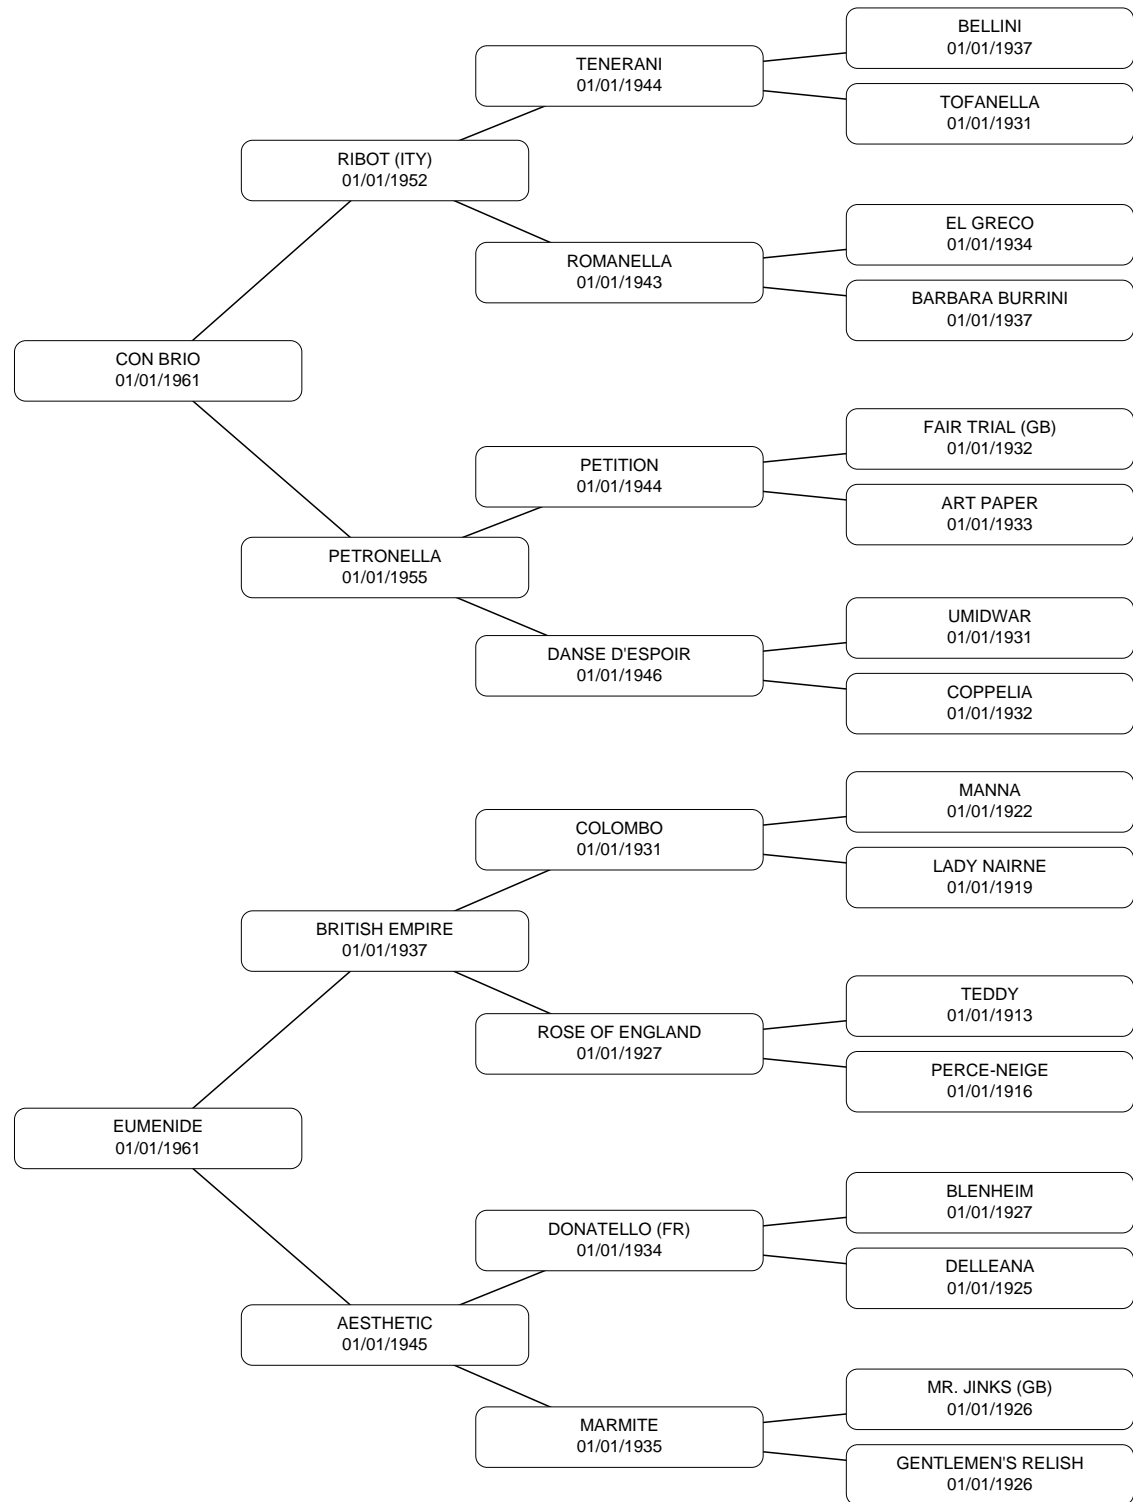 BELLINI
01/01/1937
TENERANI
01/01/1944
TOFANELLA
01/01/1931
RIBOT (ITY)
01/01/1952
EL GRECO
01/01/1934
ROMANELLA
01/01/1943
BARBARA BURRINI
01/01/1937
CON BRIO
01/01/1961
FAIR TRIAL (GB)
01/01/1932
PETITION
01/01/1944
ART PAPER
01/01/1933
PETRONELLA
01/01/1955
UMIDWAR
01/01/1931
DANSE D'ESPOIR
01/01/1946
COPPELIA
01/01/1932
MANNA
01/01/1922
COLOMBO
01/01/1931
LADY NAIRNE
01/01/1919
BRITISH EMPIRE
01/01/1937
TEDDY
01/01/1913
ROSE OF ENGLAND
01/01/1927
PERCE-NEIGE
01/01/1916
EUMENIDE
01/01/1961
BLENHEIM
01/01/1927
DONATELLO (FR)
01/01/1934
DELLEANA
01/01/1925
AESTHETIC
01/01/1945
MR. JINKS (GB)
01/01/1926
MARMITE
01/01/1935
GENTLEMEN'S RELISH
01/01/1926